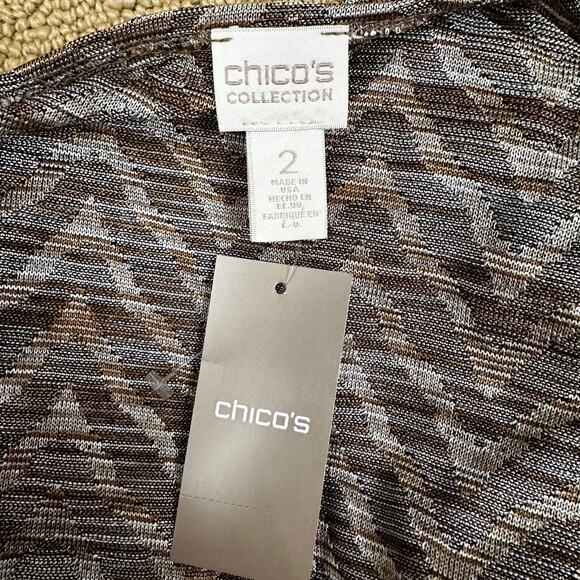 chico's
COLLECTION
2
MADE IN
USA
HECHO EN
EE.UU.
FABRIQUÉ EN
É.-U.
chico's